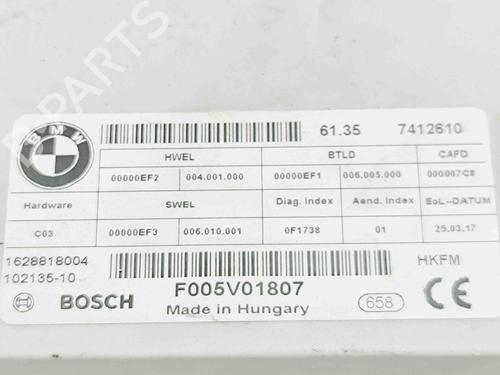 B PARTS
BMW
61.35 7412610
HWEL BTLD CAFD
00000EF2 004.001.000 00000EF1 006.005.000 000007C8
Hardware SWEL Diag. Index Aend. Index EoL-DATUM
C03 00000EF3 006.010.001 0F1738 01 25.03.17
1628818004 HKFM
102135-10
BOSCH F005V01807 658 CE
Made in Hungary